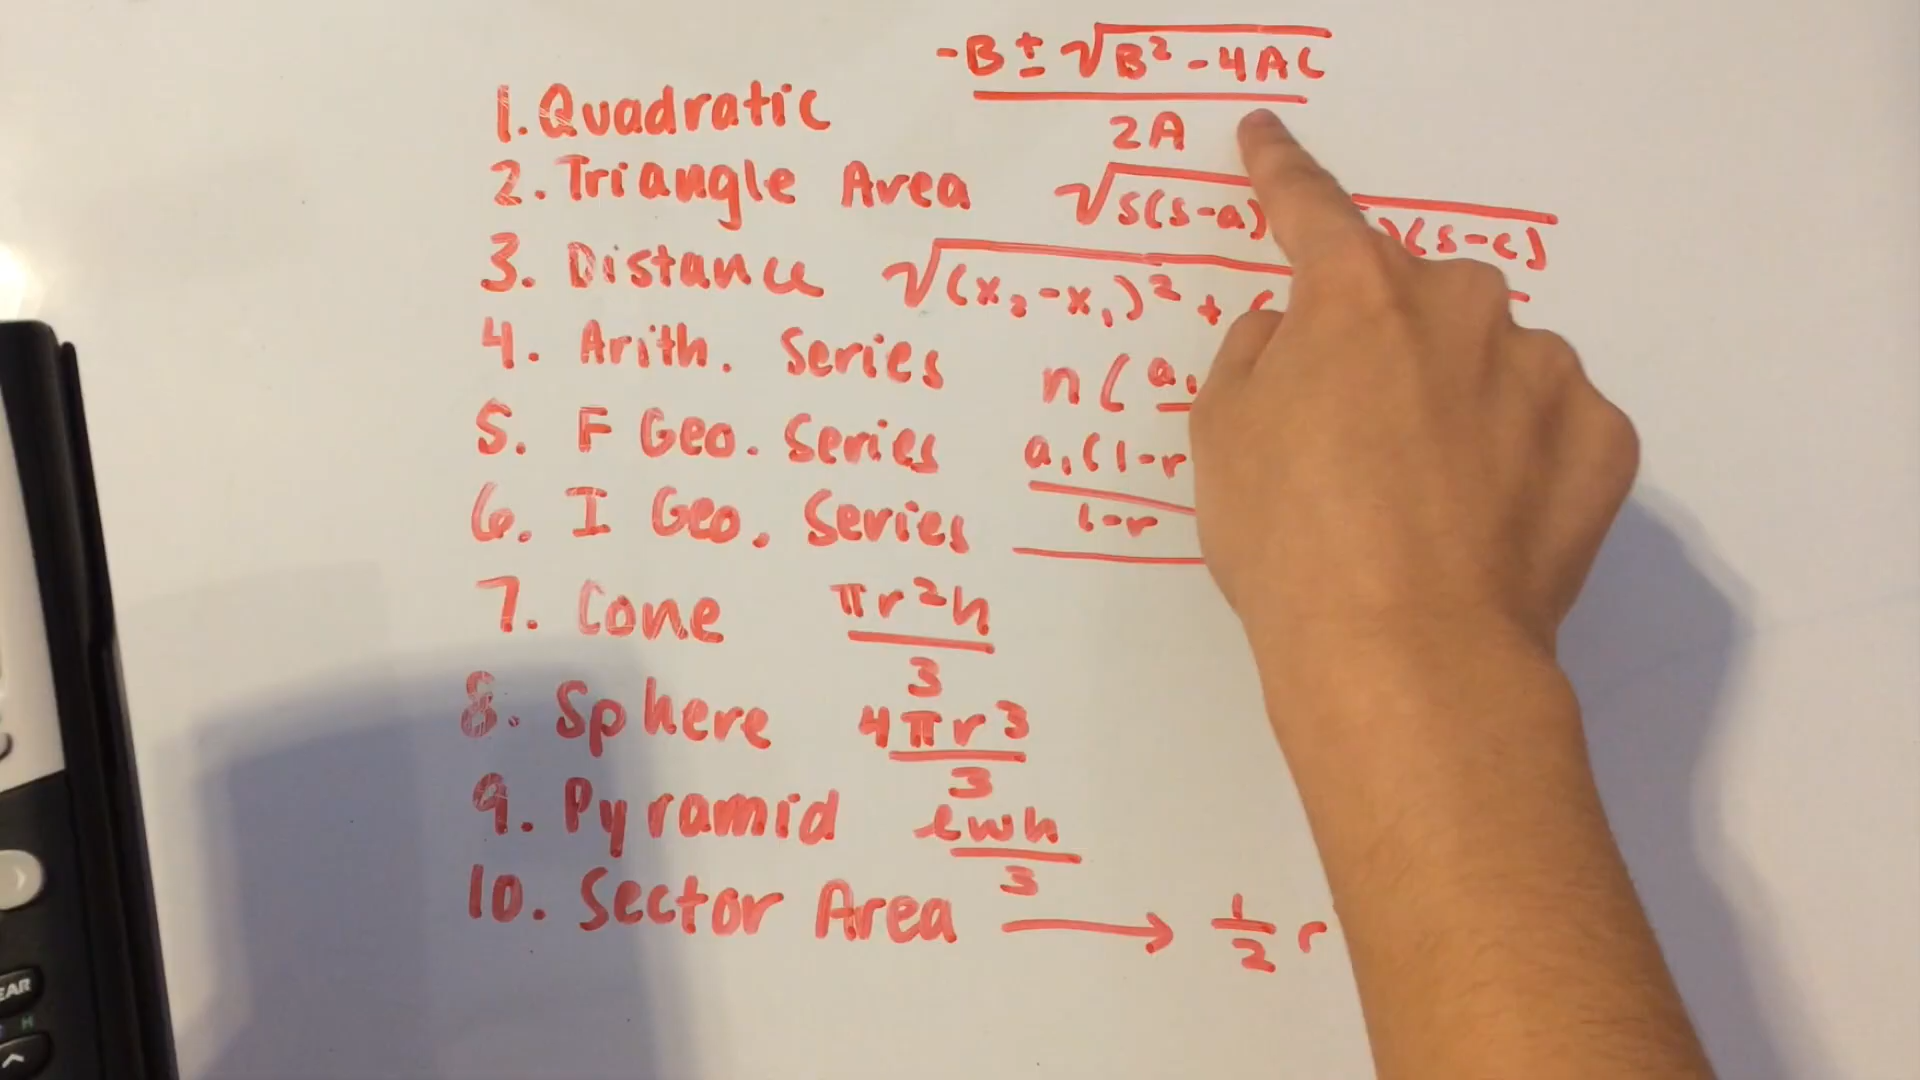 1. Quadratic -B ± √B² - 4AC
2A
2. Triangle Area √s(s-a) )(s-c)
3. Distance √(x₂-x₁)² + (
4. Arith. Series n(a₁
5. F Geo. Series a₁(1-r
1-r
6. I Geo. Series
7. Cone πr²h
3
8. Sphere 4πr3
3
9. Pyramid lwh
3
10. Sector Area → 1/2 r
EAR
H